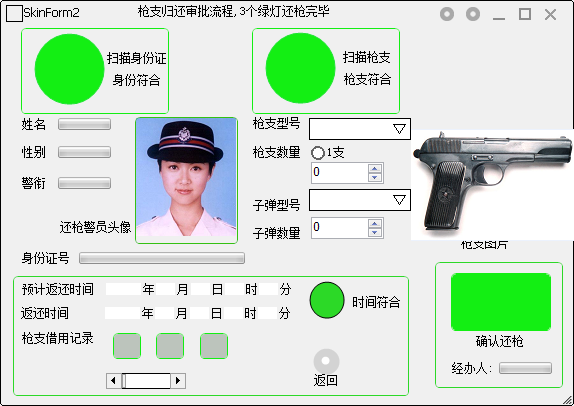 SkinForm2
枪支归还审批流程,3个绿灯还枪完毕
扫描身份证
身份符合
扫描枪支
枪支符合
姓名
性别
警衔
还枪警员头像
身份证号
枪支型号
枪支数量
1支
0
子弹型号
子弹数量
0
枪支图片
预计返还时间 年 月 日 时 分
返还时间 年 月 日 时 分
时间符合
枪支借用记录
返回
确认还枪
经办人: